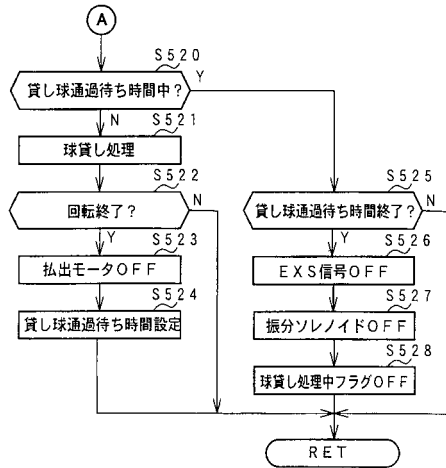 A
S520
貸し球通過待ち時間中?
Y
N
S521
球貸し処理
S522
回転終了?
N
Y
S523
払出モータOFF
S524
貸し球通過待ち時間設定
S525
貸し球通過待ち時間終了?
N
Y
S526
EXS信号OFF
S527
振分ソレノイドOFF
S528
球貸し処理中フラグOFF
RET